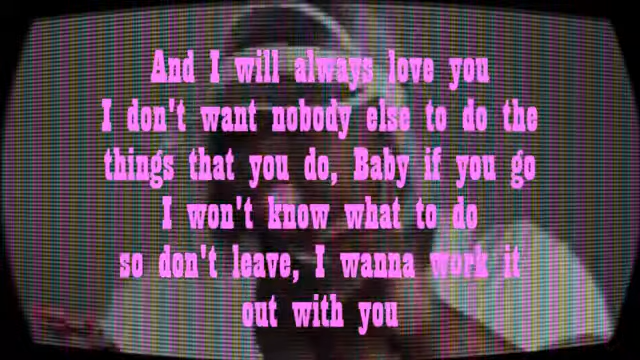 And I will always love you
I don't want nobody else to do the
things that you do, Baby if you go
I won't know what to do
so don't leave, I wanna work it
out with you